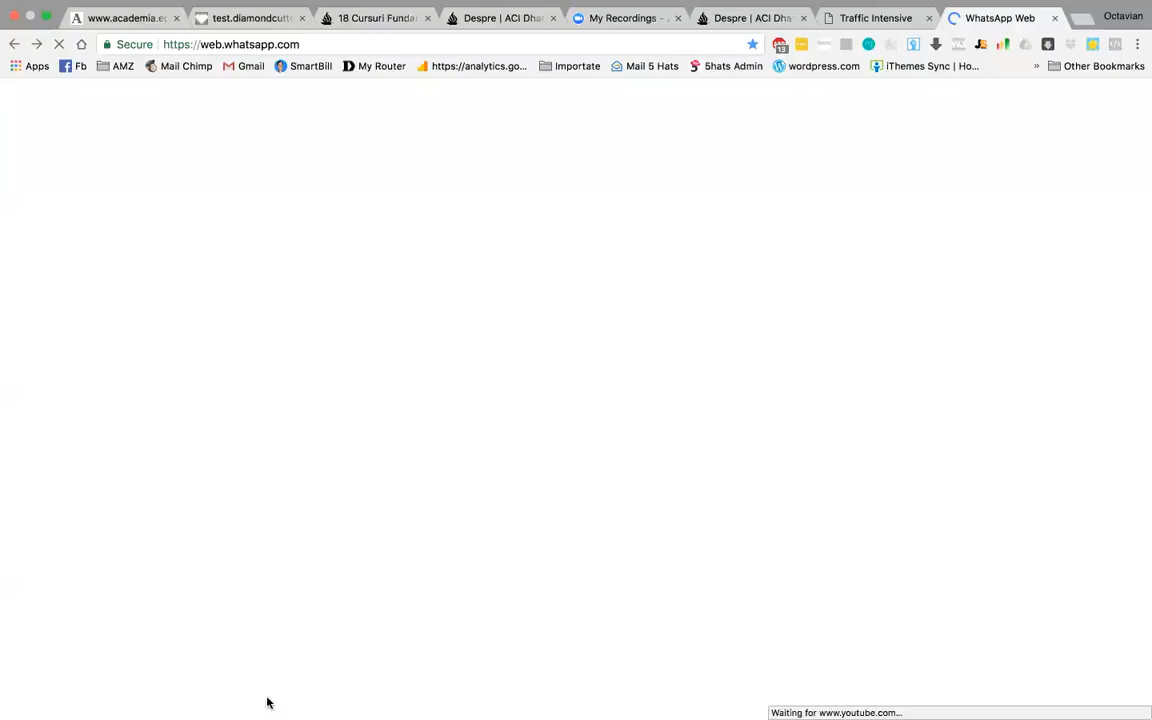 www.academia.ec
test.diamondcutt
18 Cursuri Funda
Despre | ACI Dha
My Recordings -
Despre | ACI Dha
Traffic Intensive
WhatsApp Web
Octavian
Secure
https://web.whatsapp.com
13
Apps
Fb
AMZ
Mail Chimp
Gmail
SmartBill
My Router
https://analytics.go...
Importate
Mail 5 Hats
5hats Admin
wordpress.com
iThemes Sync | Ho...
»
Other Bookmarks
Waiting for www.youtube.com...